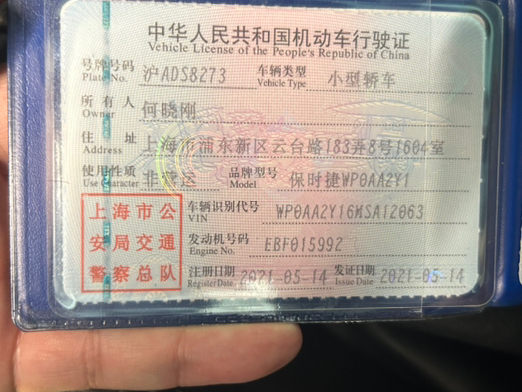 中华人民共和国机动车行驶证
Vehicle License of the People's Republic of China
号牌号码 沪ADS8273 车辆类型 小型轿车
Plate No. Vehicle Type
所有人 何晓刚
Owner
住址 上海市浦东新区云台路183弄8号1604室
Address
使用性质 非营运 品牌型号 保时捷WP0AA2Y1
Use Character Model
上海市公
安局交通
警察总队
车辆识别代号 WP0AA2Y16MSA12063
VIN
发动机号码 EBF015992
Engine No.
注册日期 2021-05-14 发证日期 2021-05-14
Register Date Issue Date